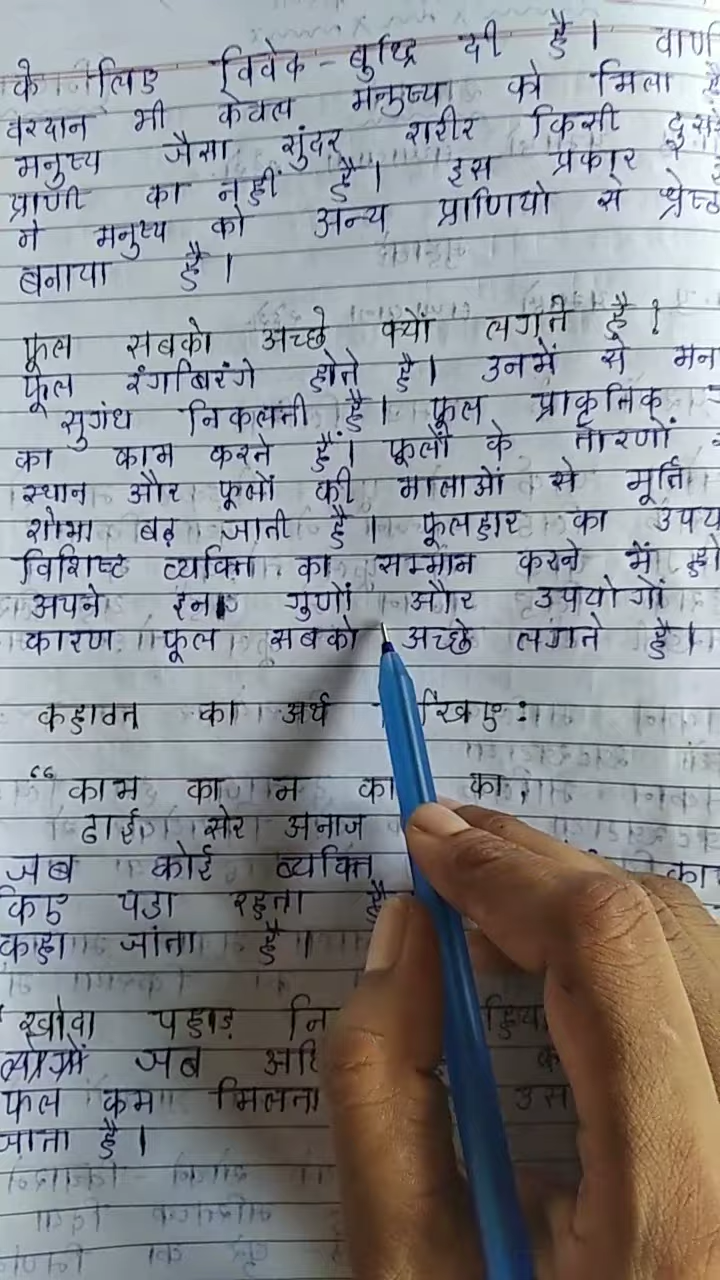 के लिए विवेक-बुध्दि दी है। वाणी
वरदान भी केवल मनुष्य को मिला है
मनुष्य जैसा सुंदर शरीर किसी दूसरे
प्राणी का नहीं है। इस प्रकार
ने मनुष्य को अन्य प्राणियो से श्रेष्ठ
बनाया है।
फूल सबको अच्छे क्यों लगते है?
फूल रंगबिरंगे होते है। उनमें से मन
सुगंध निकलती है। फूल प्राकृतिक
का काम करते हैं। फूलों के तोरणों
स्थान और फूलों की मालाओं से मूर्ति
शोभा बढ़ जाती है। फूलहार का उपय
विशिष्ट व्यक्ति का सम्मान करने में हो
अपने इन गुणों और उपयोगों
कारण फूल सबको अच्छे लगते है।
कहावत का अर्थ खिए:
“काम का न का का,
ढाई सेर अनाज
जब कोई व्यक्ति का
किए पडा रहता है
कहा जाता है।
खोदा पहाड़ नि हिया
जब अधि क
फल कम मिलता उस
जाता है।